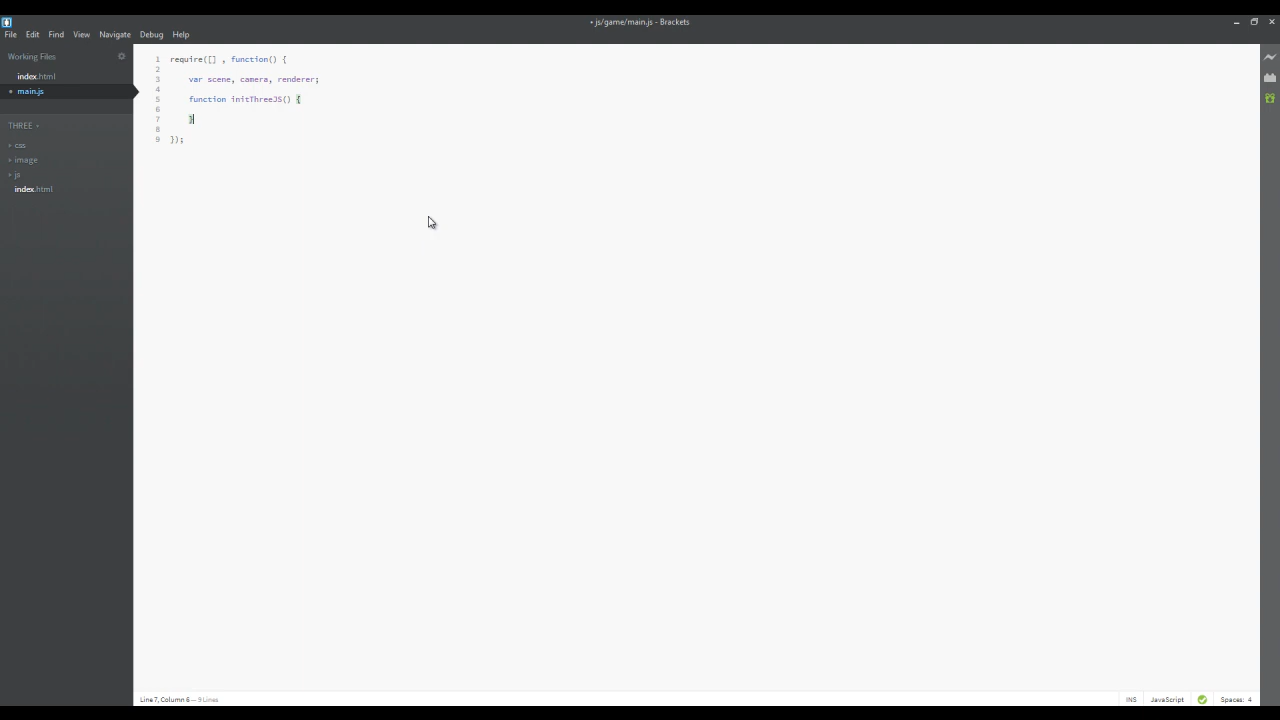 • js/game/main.js - Brackets
File Edit Find View Navigate Debug Help
Working Files
index.html
• main.js
THREE
css
image
js
index.html
1 require([] , function() {
2
3 var scene, camera, renderer;
4
5 function initThreeJS() {
6
7 }
8
9 });
Line 7, Column 6 — 9 Lines
INS JavaScript Spaces: 4